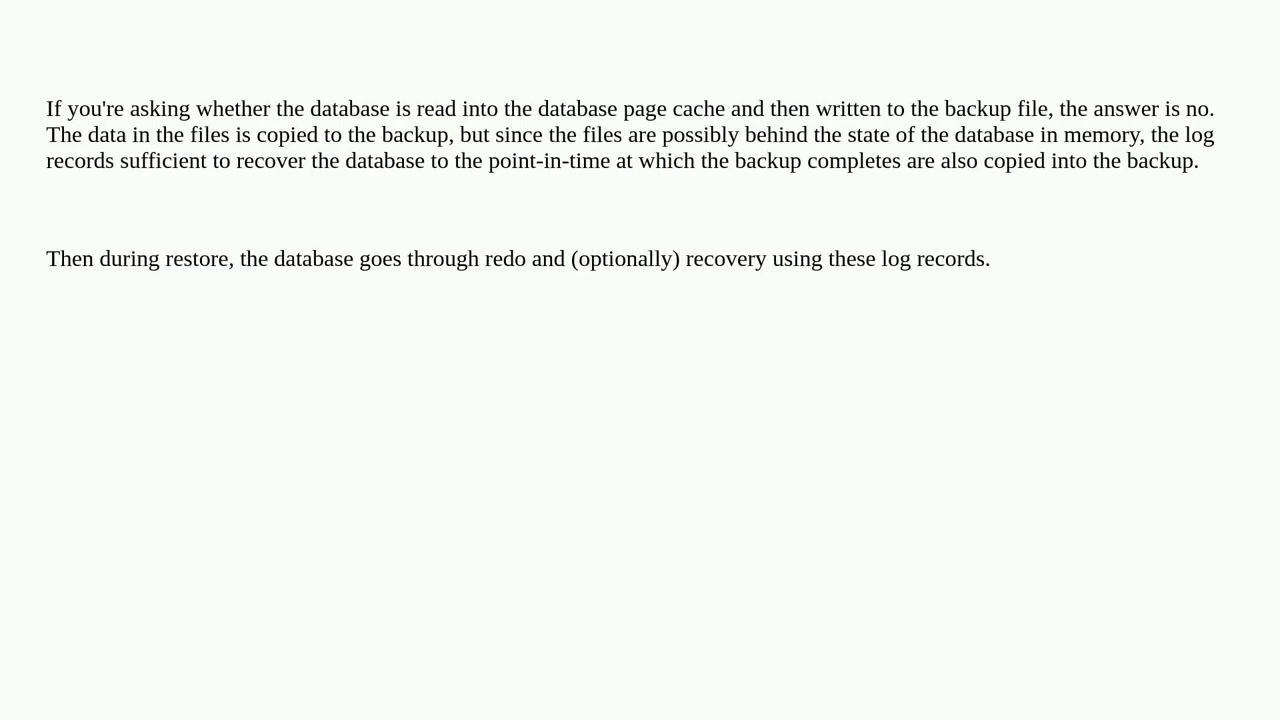 If you're asking whether the database is read into the database page cache and then written to the backup file, the answer is no.
The data in the files is copied to the backup, but since the files are possibly behind the state of the database in memory, the log
records sufficient to recover the database to the point-in-time at which the backup completes are also copied into the backup.
Then during restore, the database goes through redo and (optionally) recovery using these log records.